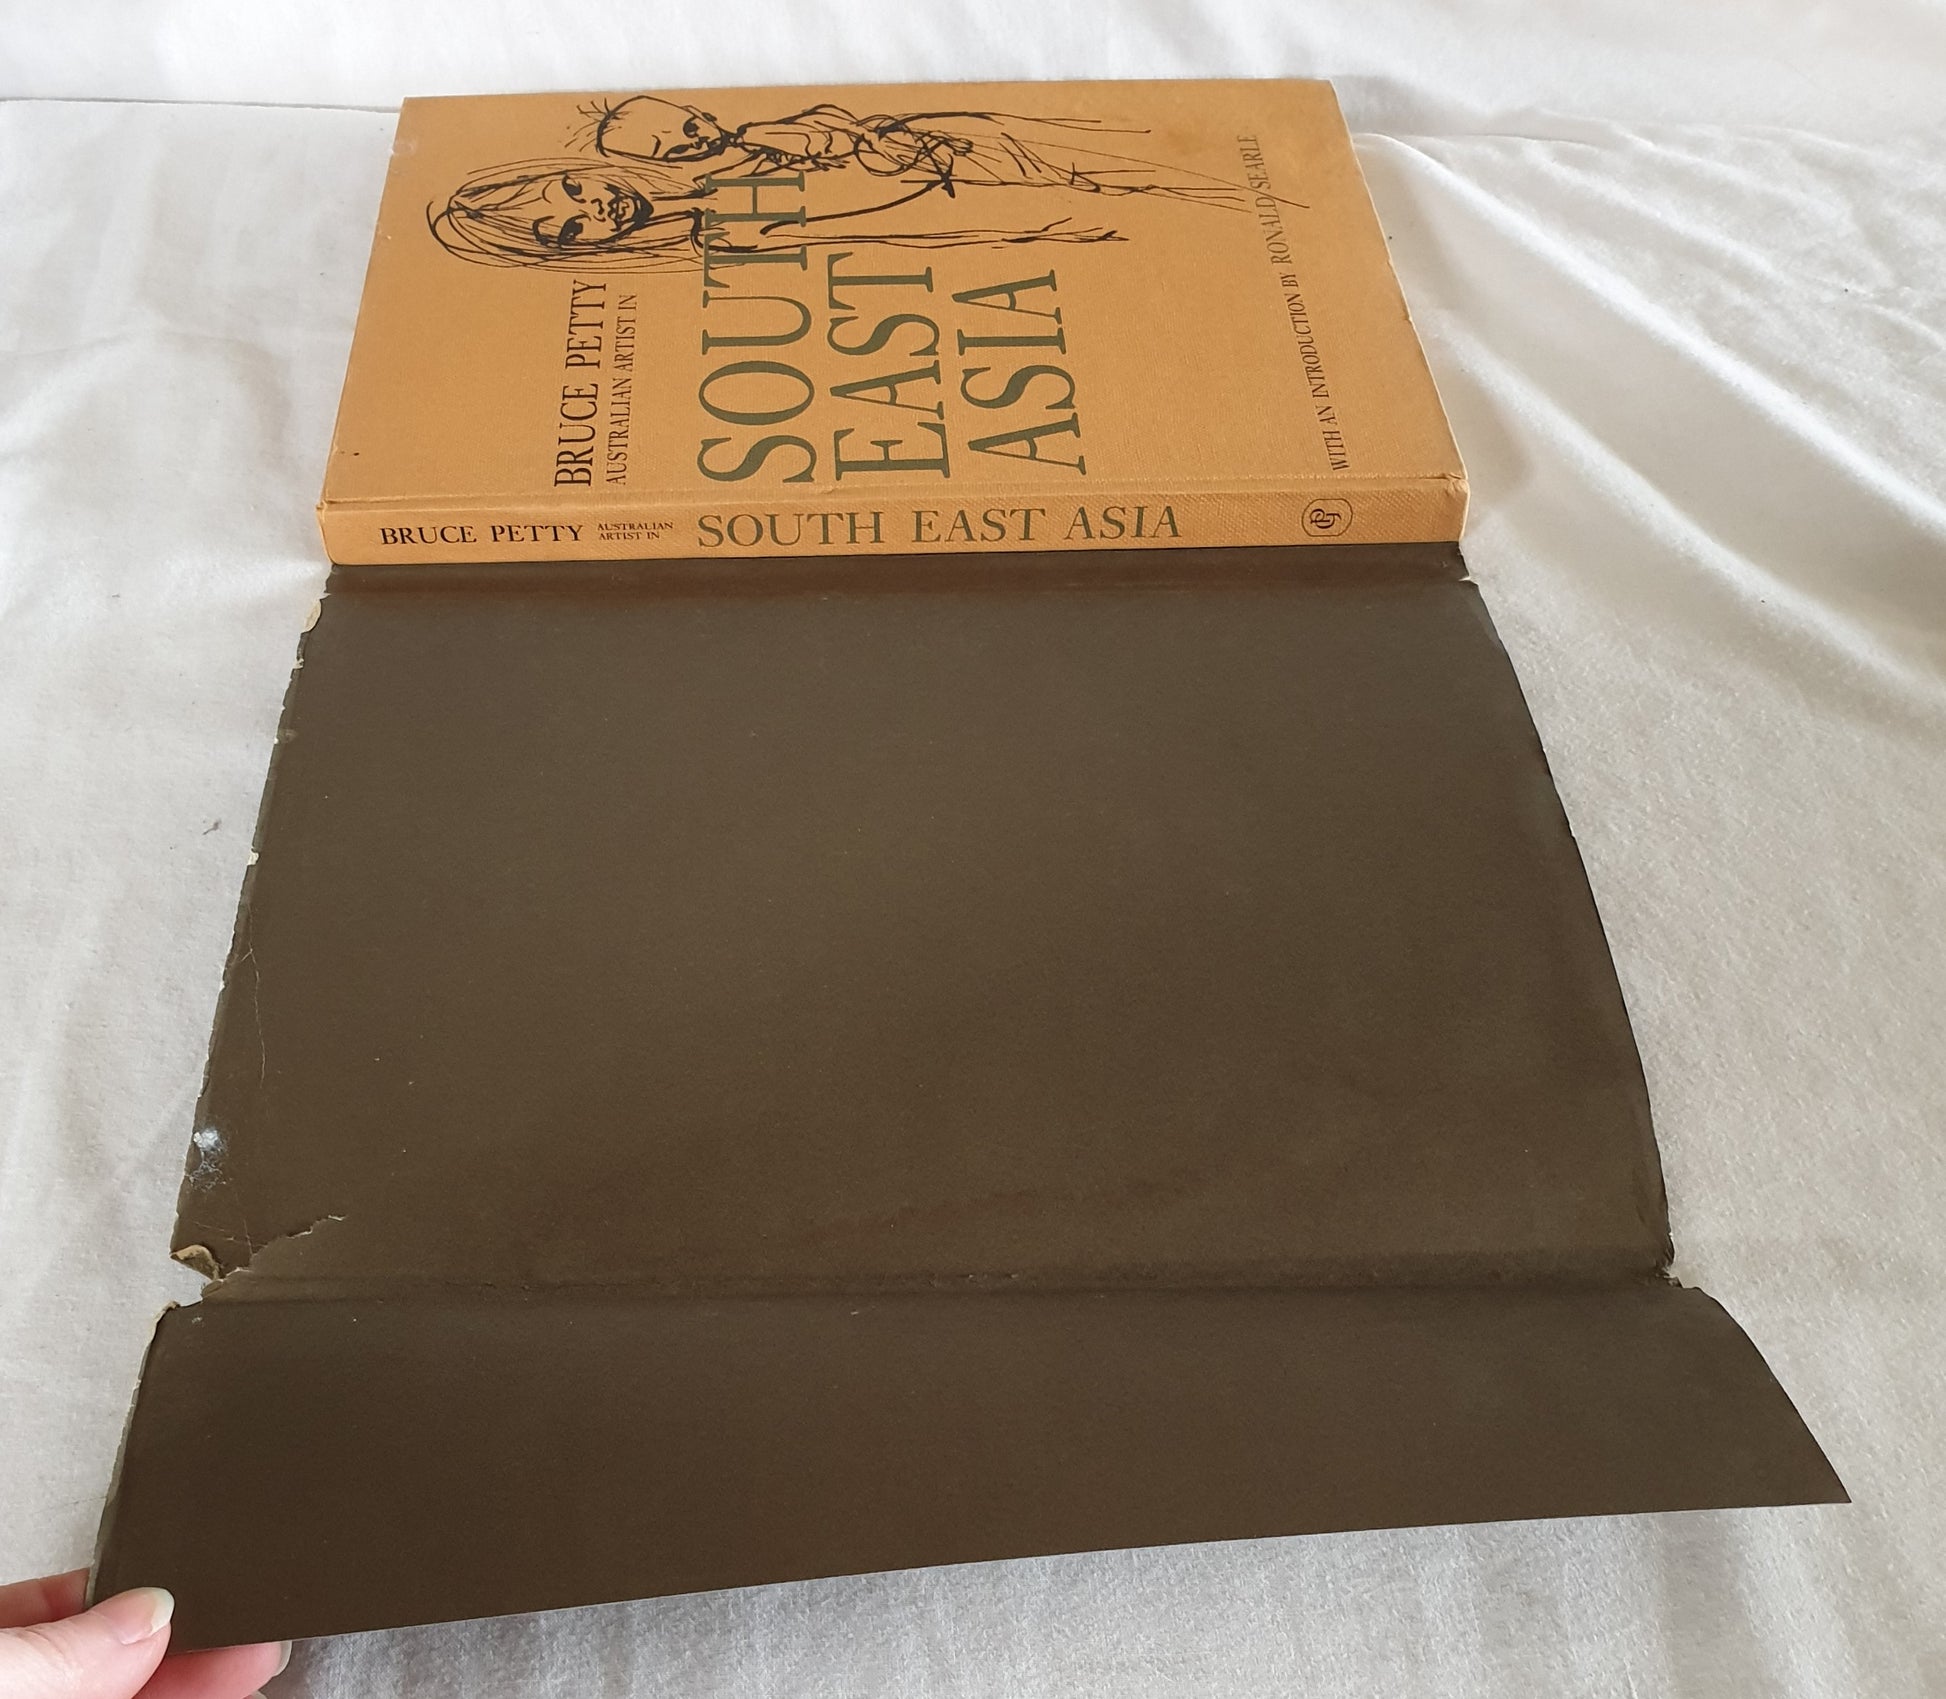 BRUCE PETTY
AUSTRALIAN ARTIST IN
SOUTH
EAST
ASIA
WITH AN INTRODUCTION BY RONALD SEARLE
BRUCE PETTY AUSTRALIAN ARTIST IN SOUTH EAST ASIA